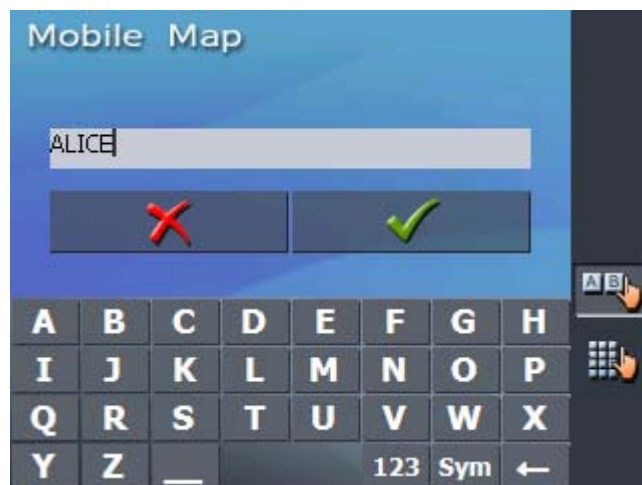 Mobile Map
ALICE
A B
A B C D E F G H
I J K L M N O P
Q R S T U V W X
Y Z _ 123 Sym ←